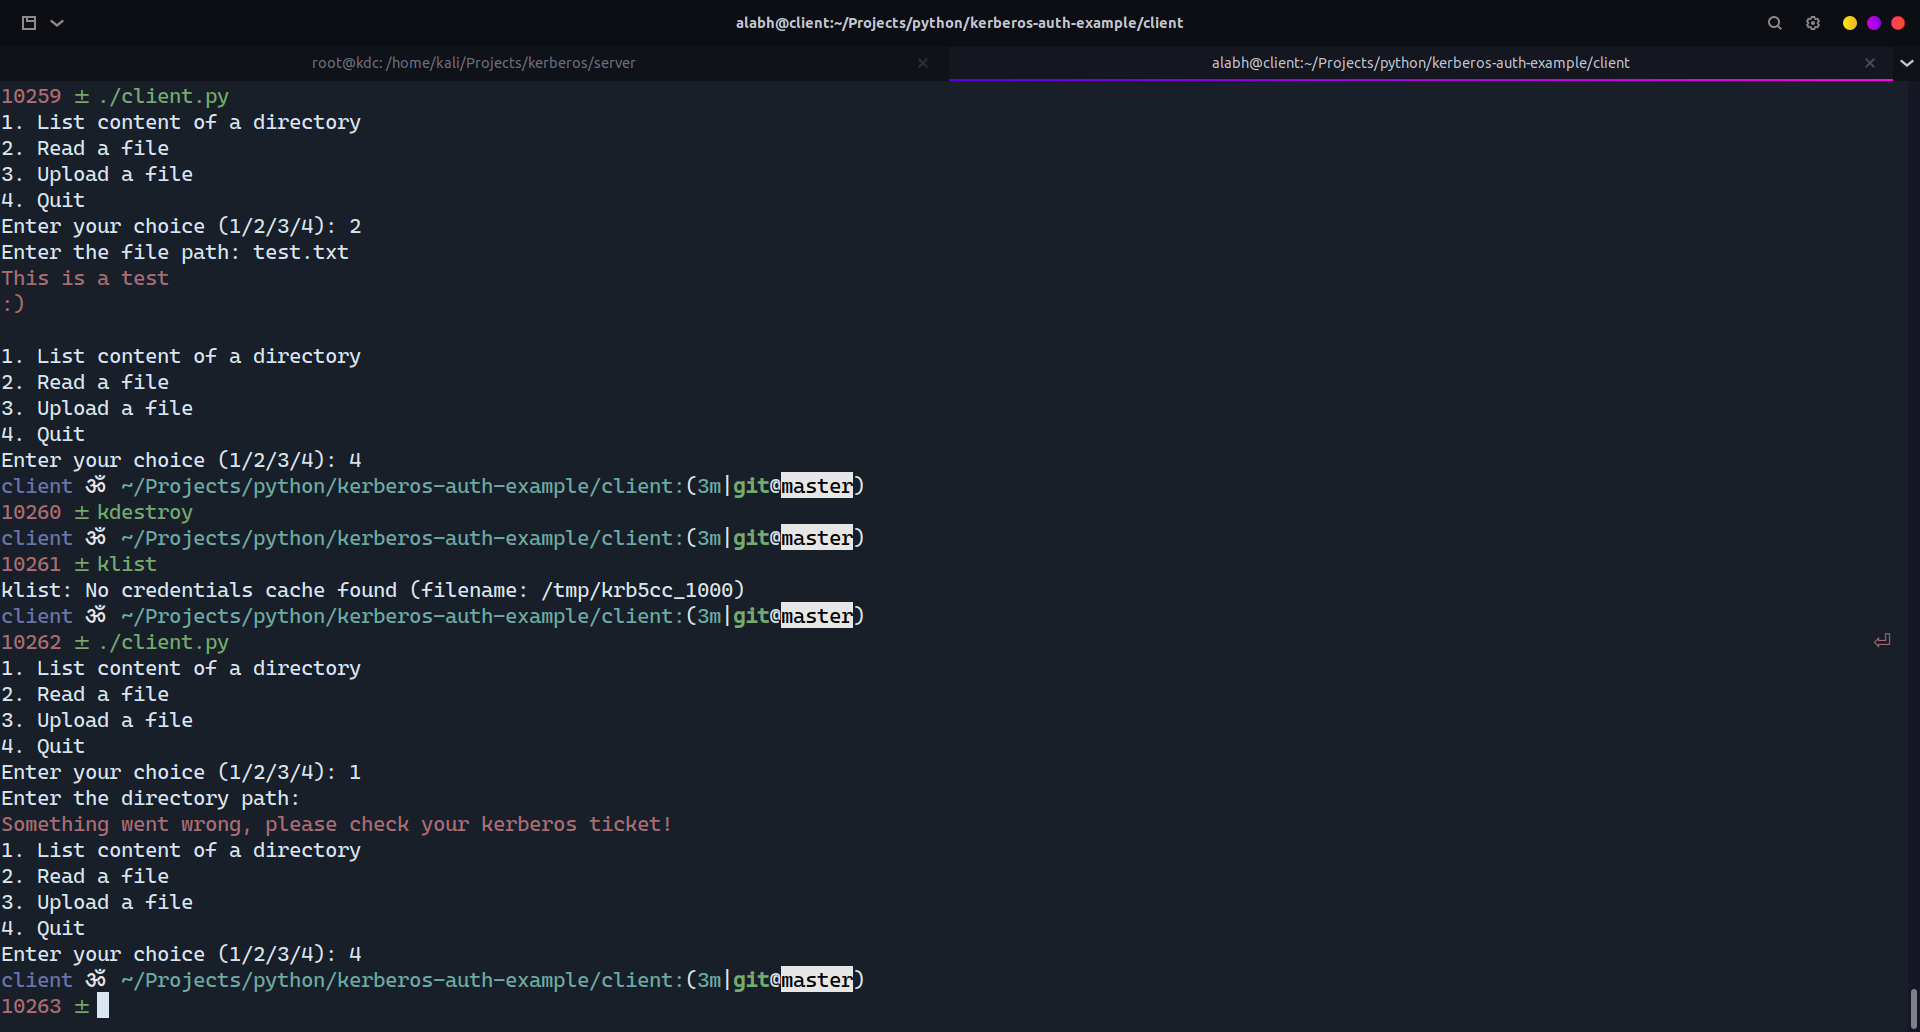 alabh@client:~/Projects/python/kerberos-auth-example/client
root@kdc: /home/kali/Projects/kerberos/server
alabh@client:~/Projects/python/kerberos-auth-example/client
10259 ± ./client.py
1. List content of a directory
2. Read a file
3. Upload a file
4. Quit
Enter your choice (1/2/3/4): 2
Enter the file path: test.txt
This is a test
:)
1. List content of a directory
2. Read a file
3. Upload a file
4. Quit
Enter your choice (1/2/3/4): 4
client ॐ ~/Projects/python/kerberos-auth-example/client:(3m|git@master)
10260 ± kdestroy
client ॐ ~/Projects/python/kerberos-auth-example/client:(3m|git@master)
10261 ± klist
klist: No credentials cache found (filename: /tmp/krb5cc_1000)
client ॐ ~/Projects/python/kerberos-auth-example/client:(3m|git@master)
10262 ± ./client.py ⏎
1. List content of a directory
2. Read a file
3. Upload a file
4. Quit
Enter your choice (1/2/3/4): 1
Enter the directory path:
Something went wrong, please check your kerberos ticket!
1. List content of a directory
2. Read a file
3. Upload a file
4. Quit
Enter your choice (1/2/3/4): 4
client ॐ ~/Projects/python/kerberos-auth-example/client:(3m|git@master)
10263 ±